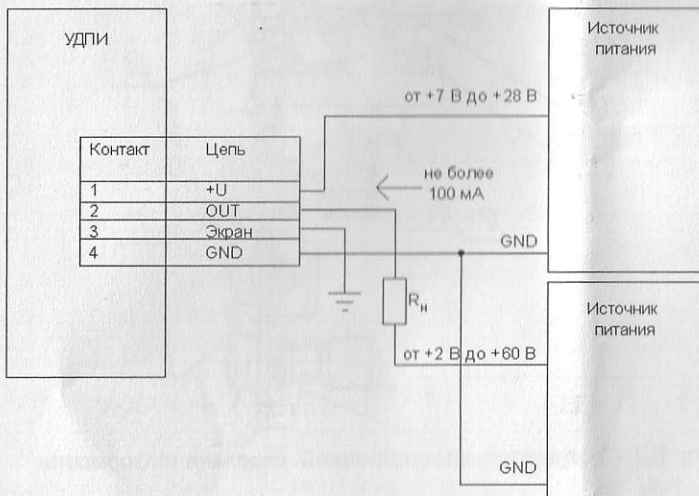 УДПИ
Источник
питания
от +7 В до +28 В
Контакт Цепь
1 +U
2 OUT
3 Экран
4 GND
не более
100 мА
GND
Rн
Источник
питания
от +2 В до +60 В
GND